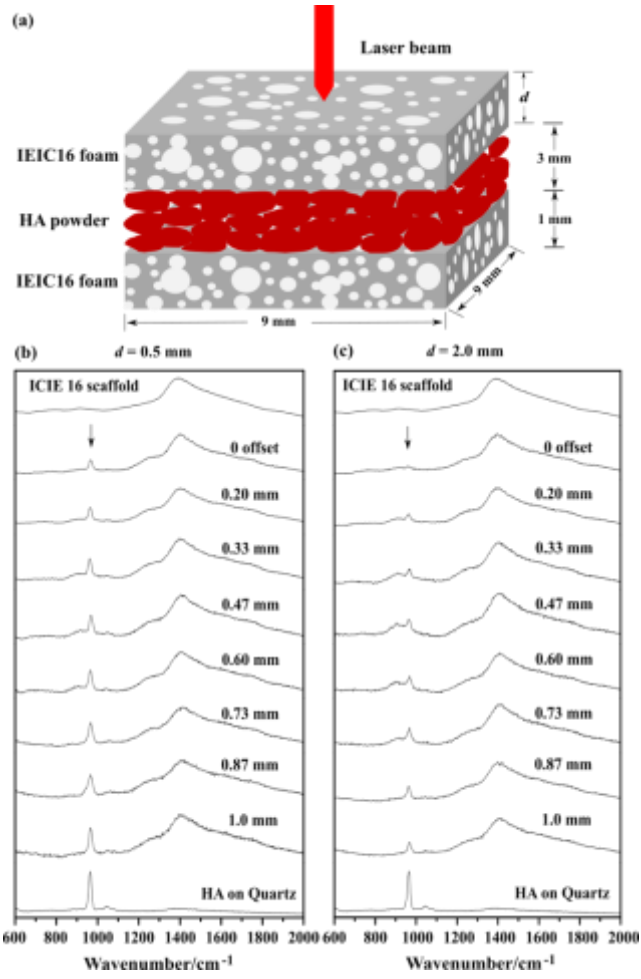 (a)
Laser beam
d
IEIC16 foam
3 mm
HA powder
1 mm
IEIC16 foam
9 mm
9 mm
(b)
d = 0.5 mm
ICIE 16 scaffold
0 offset
0.20 mm
0.33 mm
0.47 mm
0.60 mm
0.73 mm
0.87 mm
1.0 mm
HA on Quartz
600 800 1000 1200 1400 1600 1800 2000
Wavenumber/cm⁻¹
(c)
d = 2.0 mm
ICIE 16 scaffold
0 offset
0.20 mm
0.33 mm
0.47 mm
0.60 mm
0.73 mm
0.87 mm
1.0 mm
HA on Quartz
600 800 1000 1200 1400 1600 1800 2000
Wavenumber/cm⁻¹